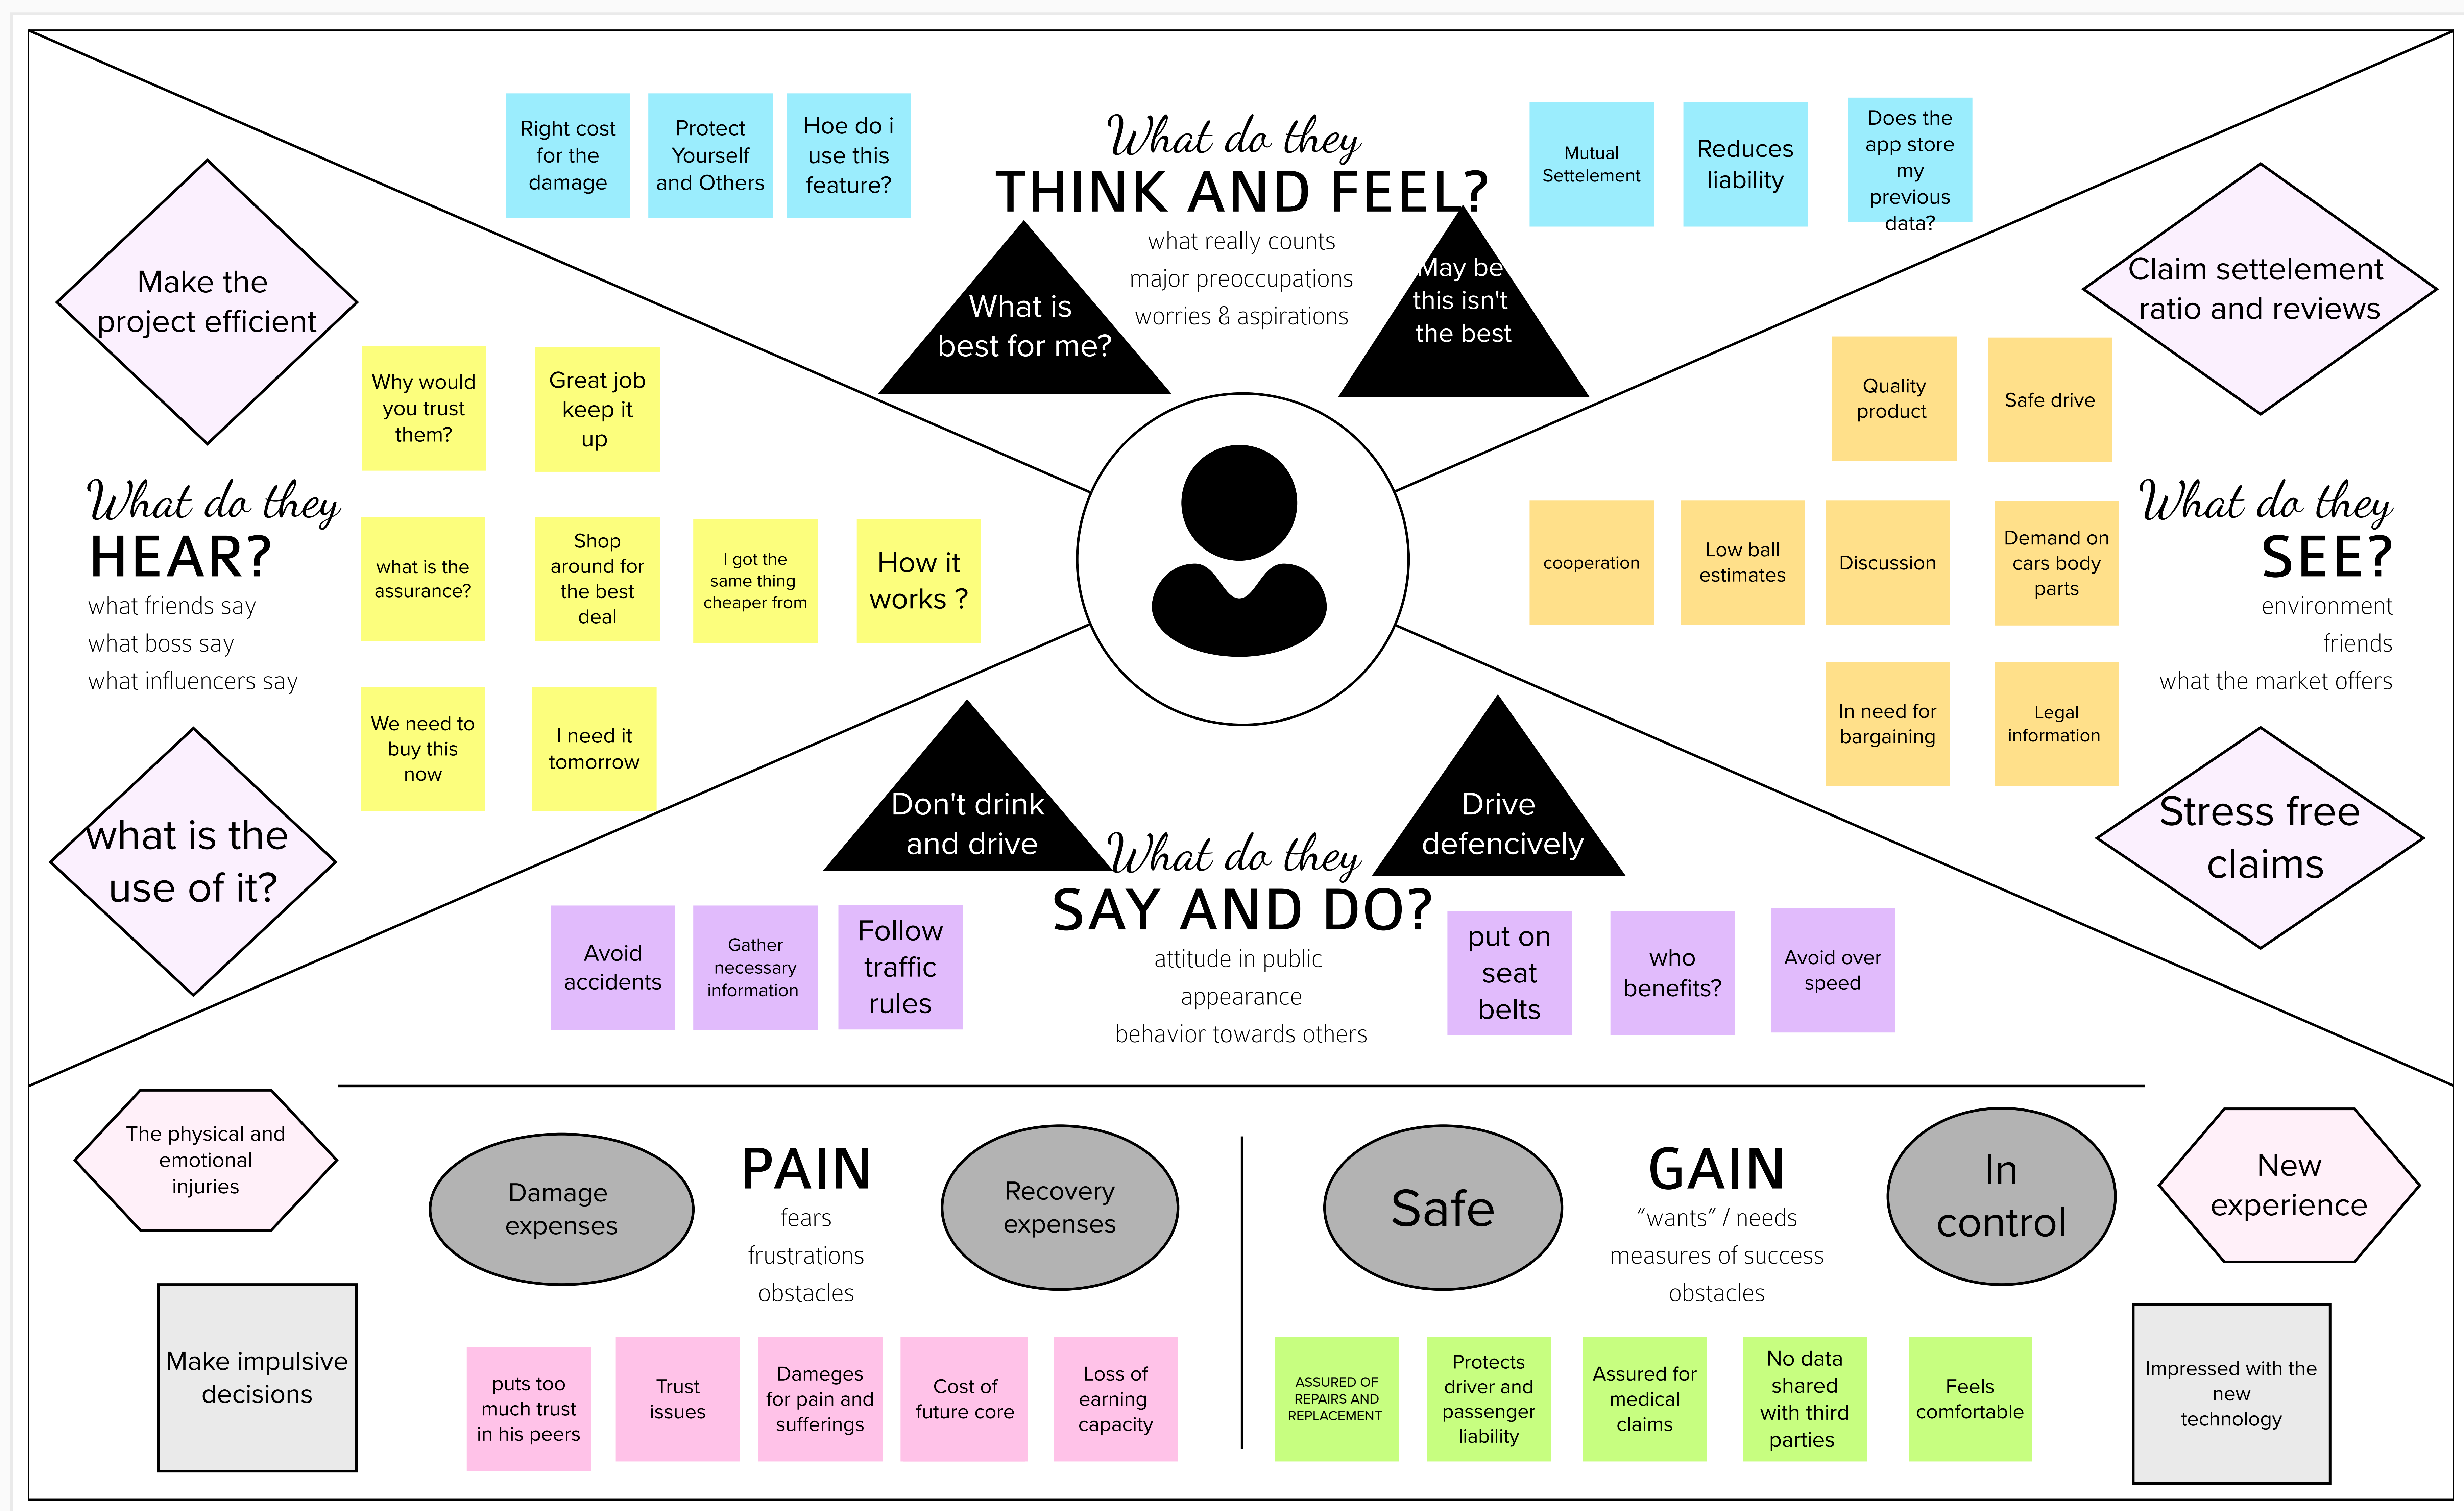 Right cost
for the
damage
Protect
Yourself
and Others
Hoe do i
use this
feature?
What do they
THINK AND FEEL?
what really counts
major preoccupations
worries & aspirations
What is
best for me?
May be
this isn't
the best
Mutual
Settelement
Reduces
liability
Does the
app store
my
previous
data?
Make the
project efficient
Why would
you trust
them?
Great job
keep it
up
What do they
HEAR?
what friends say
what boss say
what influencers say
what is the
assurance?
Shop
around for
the best
deal
I got the
same thing
cheaper from
How it
works ?
We need to
buy this
now
I need it
tomorrow
what is the
use of it?
Claim settelement
ratio and reviews
Quality
product
Safe drive
cooperation
Low ball
estimates
Discussion
Demand on
cars body
parts
What do they
SEE?
environment
friends
what the market offers
In need for
bargaining
Legal
information
Stress free
claims
Don't drink
and drive
Drive
defencively
What do they
SAY AND DO?
attitude in public
appearance
behavior towards others
Avoid
accidents
Gather
necessary
information
Follow
traffic
rules
put on
seat
belts
who
benefits?
Avoid over
speed
The physical and
emotional
injuries
Damage
expenses
PAIN
fears
frustrations
obstacles
Recovery
expenses
Make impulsive
decisions
puts too
much trust
in his peers
Trust
issues
Dameges
for pain and
sufferings
Cost of
future core
Loss of
earning
capacity
Safe
GAIN
“wants” / needs
measures of success
obstacles
In
control
New
experience
ASSURED OF
REPAIRS AND
REPLACEMENT
Protects
driver and
passenger
liability
Assured for
medical
claims
No data
shared
with third
parties
Feels
comfortable
Impressed with the
new
technology